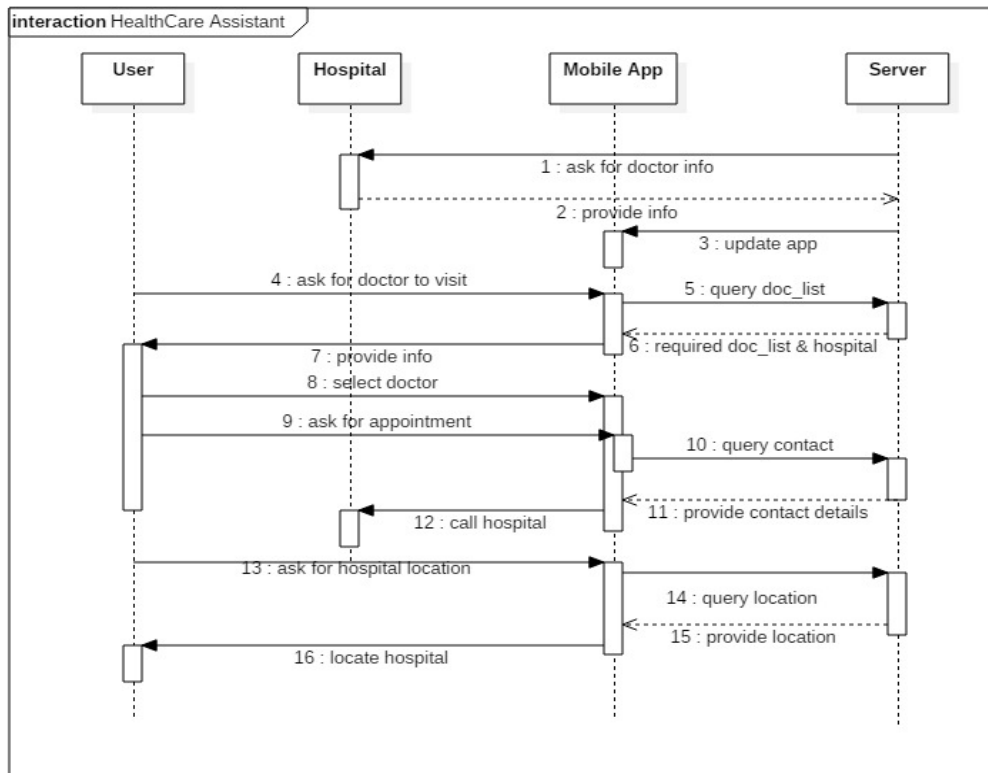 interaction HealthCare Assistant
User
Hospital
Mobile App
Server
1 : ask for doctor info
2 : provide info
3 : update app
4 : ask for doctor to visit
5 : query doc_list
6 : required doc_list & hospital
7 : provide info
8 : select doctor
9 : ask for appointment
10 : query contact
11 : provide contact details
12 : call hospital
13 : ask for hospital location
14 : query location
15 : provide location
16 : locate hospital